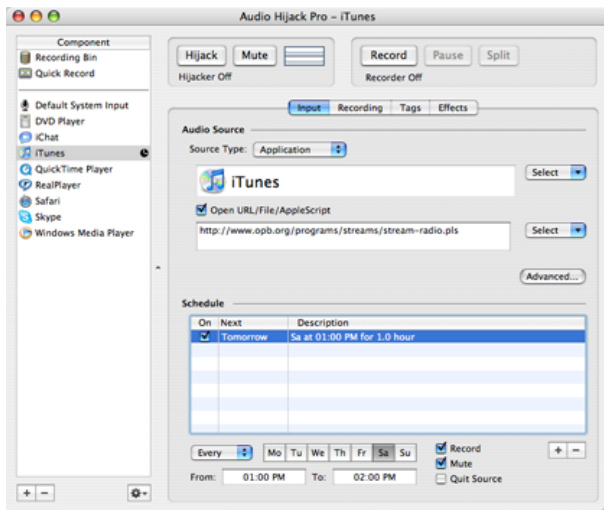 Audio Hijack Pro – iTunes
Component
Recording Bin
Quick Record
Default System Input
DVD Player
iChat
iTunes
QuickTime Player
RealPlayer
Safari
Skype
Windows Media Player
Hijack Mute
Hijacker Off
Record Pause Split
Recorder Off
Input Recording Tags Effects
Audio Source
Source Type: Application
iTunes Select
Open URL/File/AppleScript
http://www.opb.org/programs/streams/stream-radio.pls Select
Advanced...
Schedule
On Next Description
Tomorrow Sa at 01:00 PM for 1.0 hour
Every Mo Tu We Th Fr Sa Su
From: 01:00 PM To: 02:00 PM
Record
Mute
Quit Source